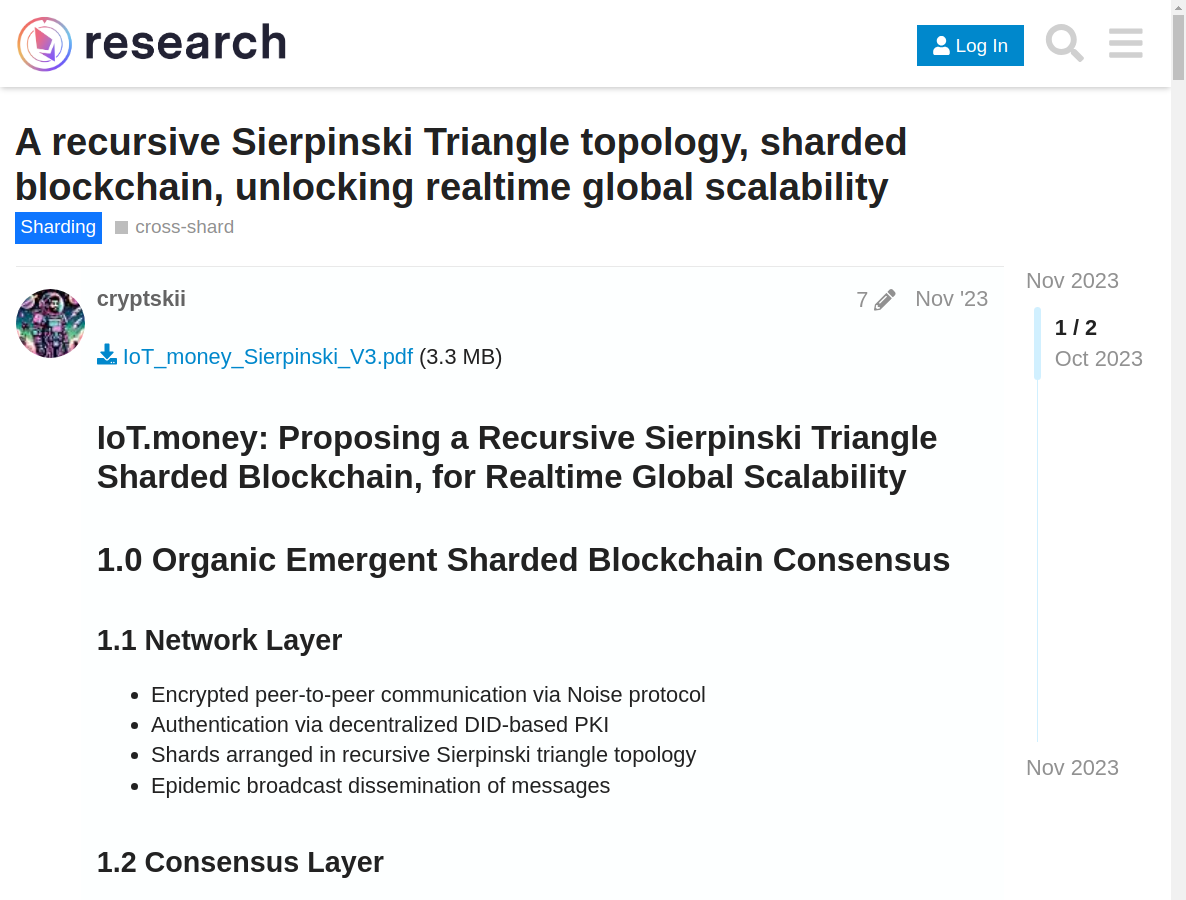 research
Log In
A recursive Sierpinski Triangle topology, sharded
blockchain, unlocking realtime global scalability
Sharding
cross-shard
cryptskii
7
Nov '23
Nov 2023
1 / 2
Oct 2023
IoT_money_Sierpinski_V3.pdf (3.3 MB)
IoT.money: Proposing a Recursive Sierpinski Triangle
Sharded Blockchain, for Realtime Global Scalability
1.0 Organic Emergent Sharded Blockchain Consensus
1.1 Network Layer
Encrypted peer-to-peer communication via Noise protocol
Authentication via decentralized DID-based PKI
Shards arranged in recursive Sierpinski triangle topology
Epidemic broadcast dissemination of messages
Nov 2023
1.2 Consensus Layer